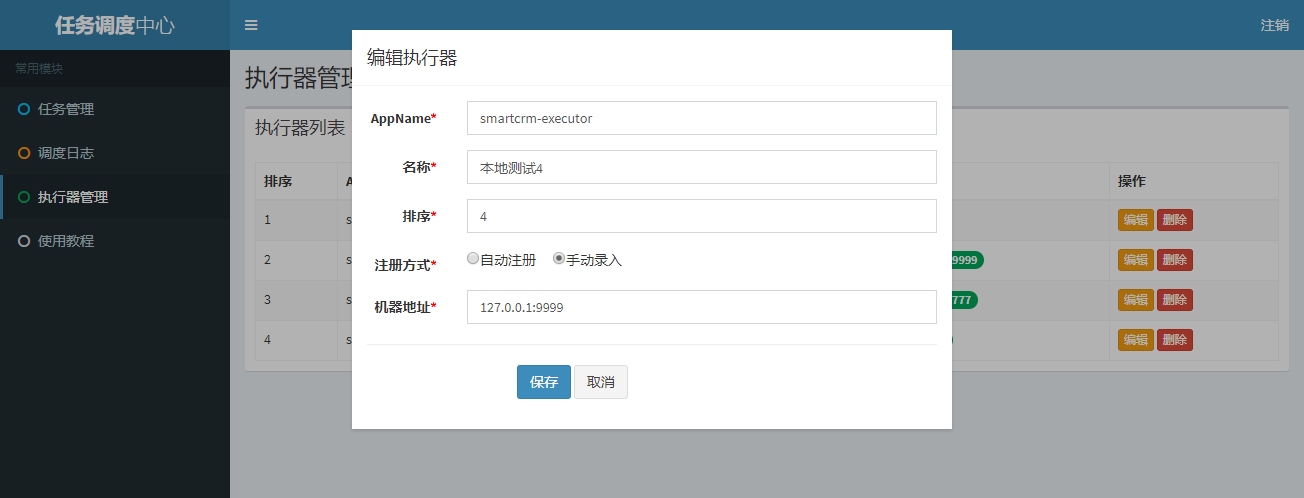 任务调度中心
注销
常用模块
任务管理
调度日志
执行器管理
使用教程
执行器管理
执行器列表
排序 A 操作
1 s 编辑 删除
2 s 9999 编辑 删除
3 s 777 编辑 删除
4 s 编辑 删除
编辑执行器
AppName* smartcrm-executor
名称* 本地测试4
排序* 4
注册方式* 自动注册 手动录入
机器地址* 127.0.0.1:9999
保存 取消